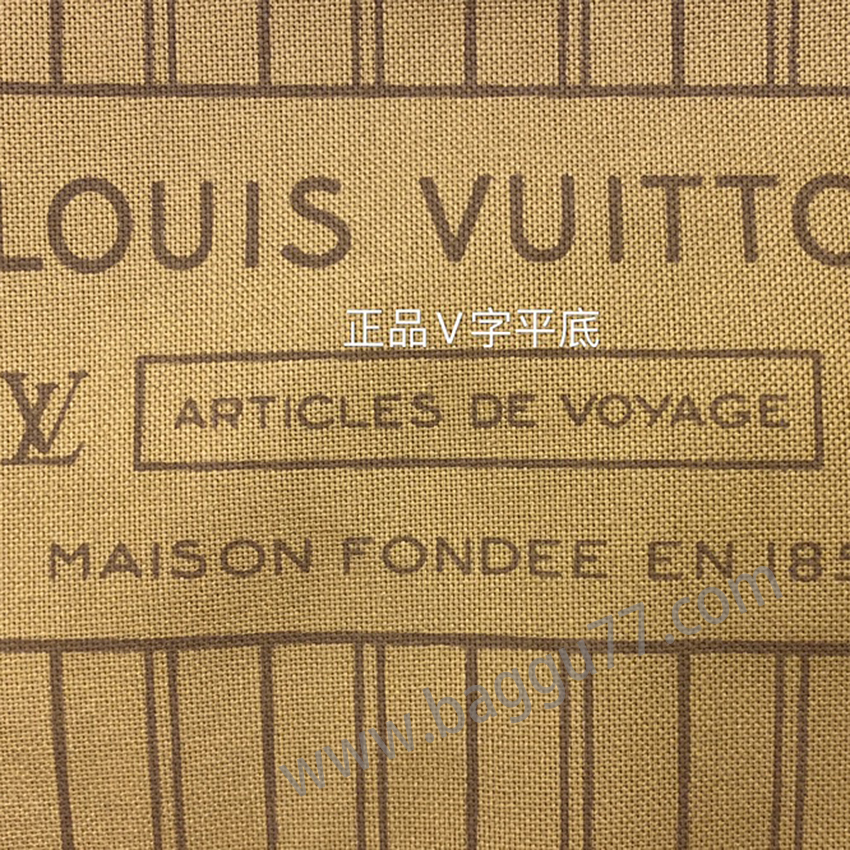 LOUIS VUITTO
正品V字平底
LV ARTICLES DE VOYAGE
MAISON FONDEE EN 185
www.baggu77.com